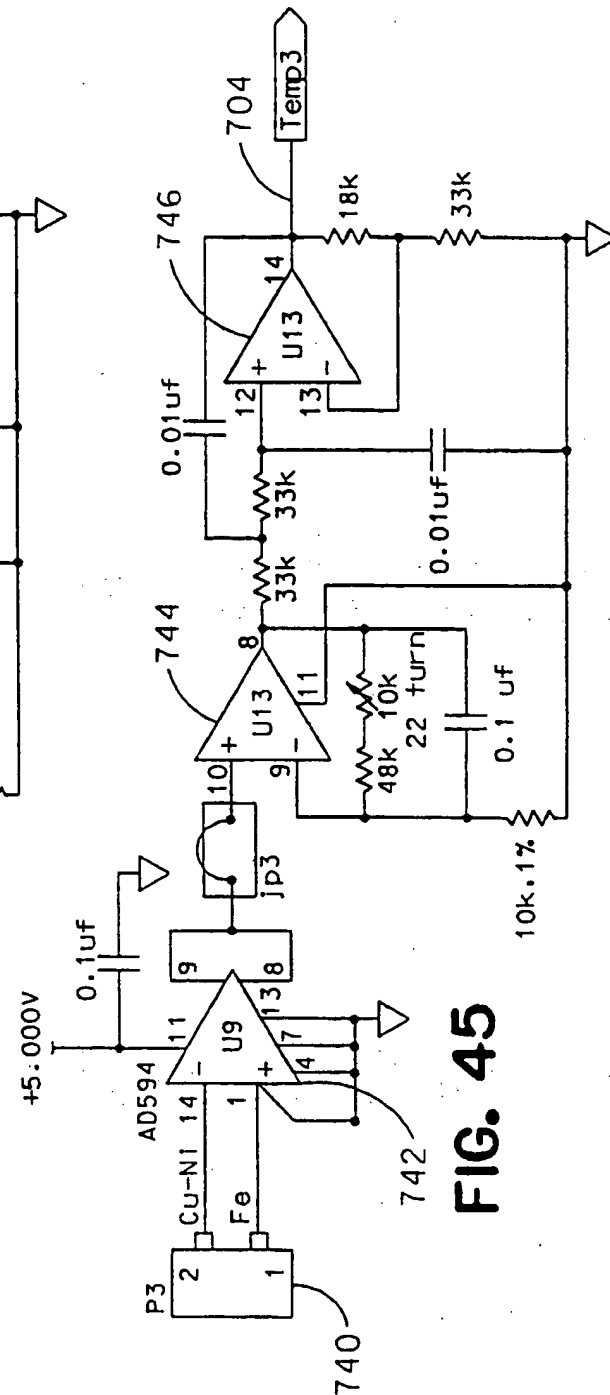 +5.000V
0.1uf
AD594
11
P3
2
1
Cu-Ni
Fe
14
1
-
+
U9
9
8
13
7
4
jp3
740
742
10
9
+
-
U13
8
11
744
48k
10k
22 turn
0.1 uf
10k.1%
33k
33k
0.01uf
0.01uf
12
13
+
-
U13
14
746
18k
33k
704
Temp3
FIG. 45